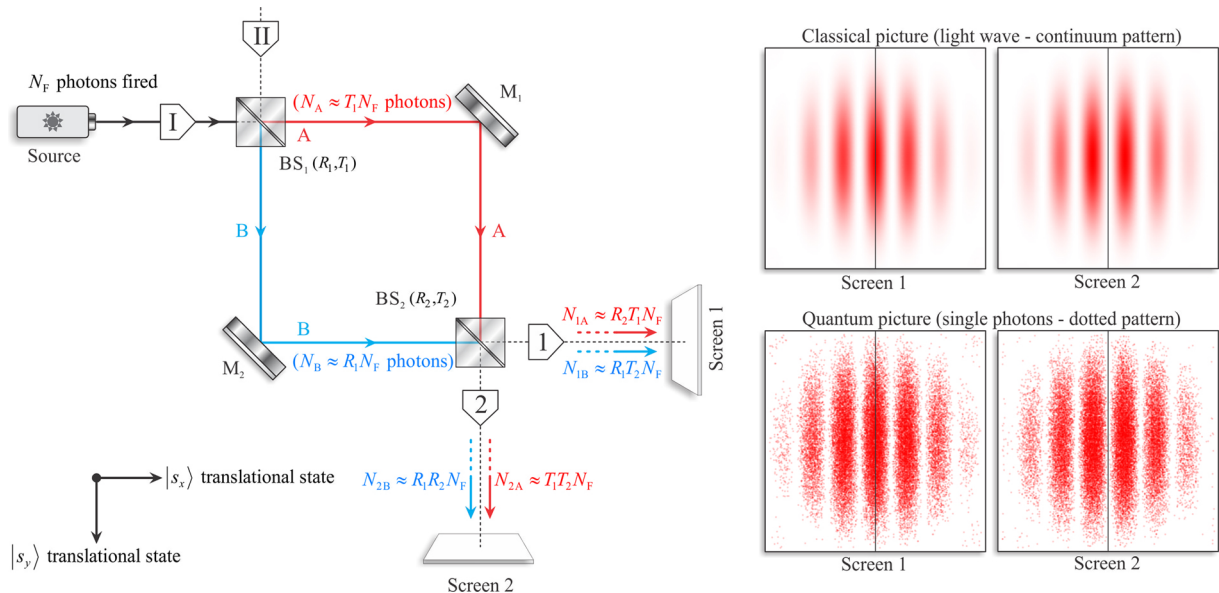 II
N_F photons fired
I
Source
(N_A ≈ T_1N_F photons)
A
M_1
BS_1 (R_1,T_1)
B
A
BS_2 (R_2,T_2)
B
(N_B ≈ R_1N_F photons)
M_2
1
N_1A ≈ R_2T_1N_F
N_1B ≈ R_1T_2N_F
Screen 1
2
N_2B ≈ R_1R_2N_F
N_2A ≈ T_1T_2N_F
|s_x⟩ translational state
|s_y⟩ translational state
Screen 2
Classical picture (light wave - continuum pattern)
Screen 1
Screen 2
Quantum picture (single photons - dotted pattern)
Screen 1
Screen 2